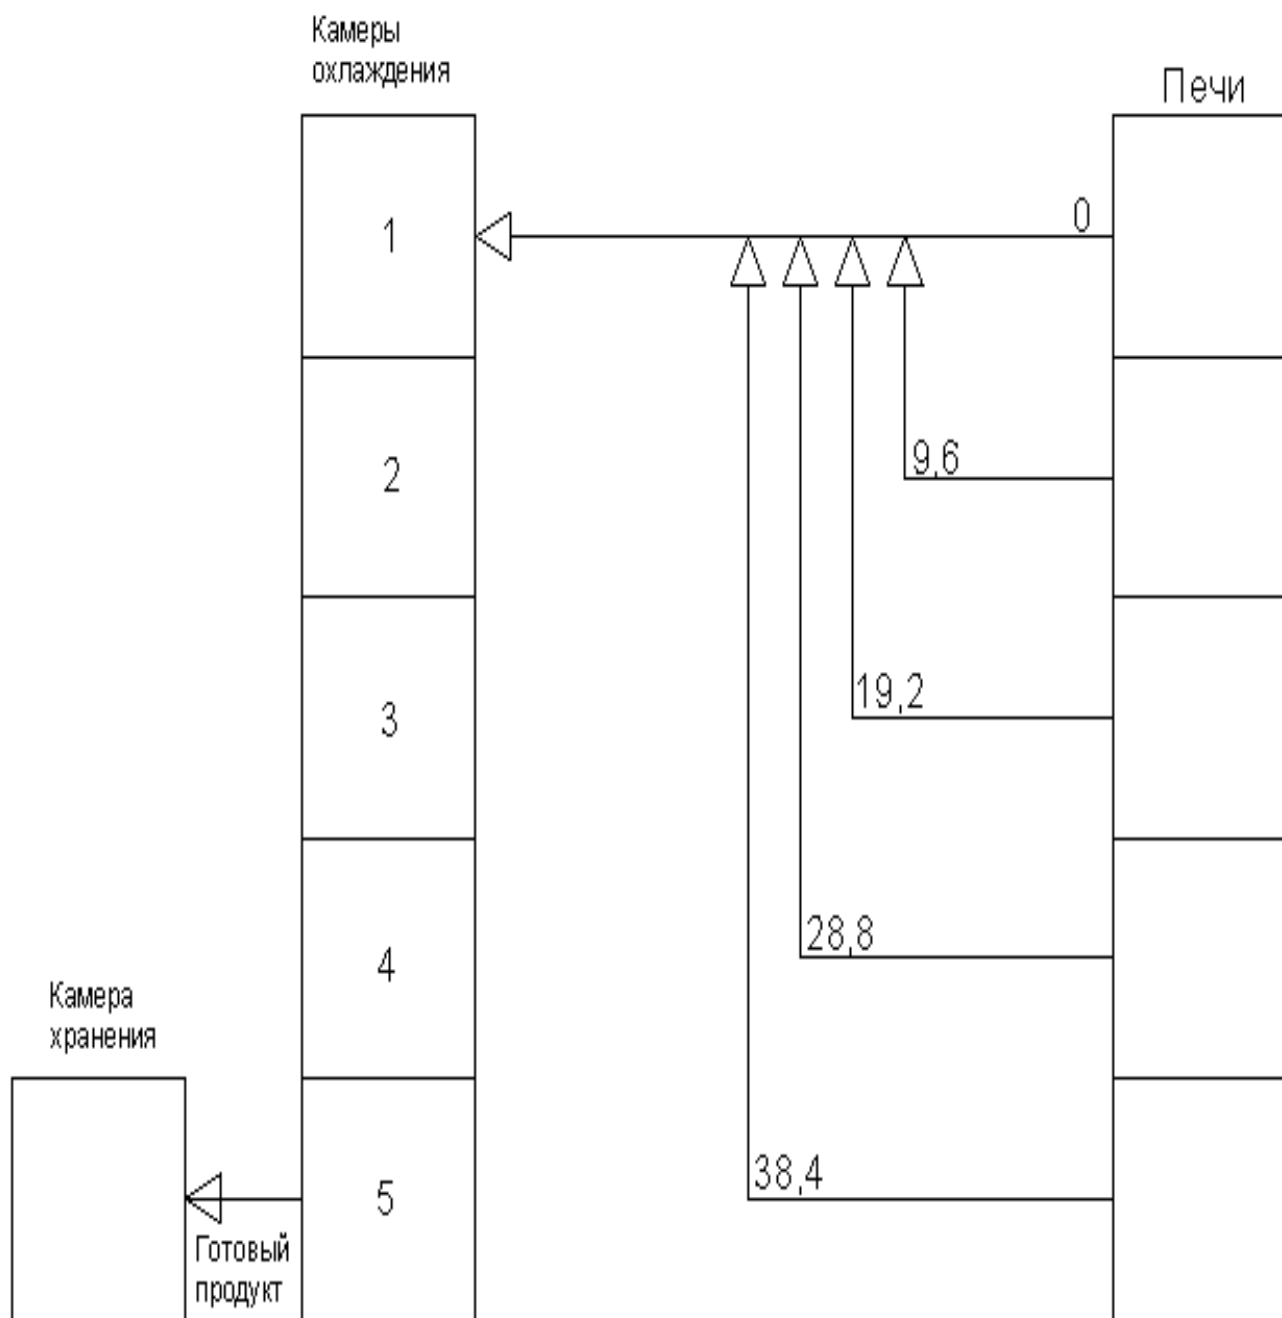 Камеры
охлаждения
Печи
1
0
2
9,6
3
19,2
4
28,8
Камера
хранения
5
38,4
Готовый
продукт